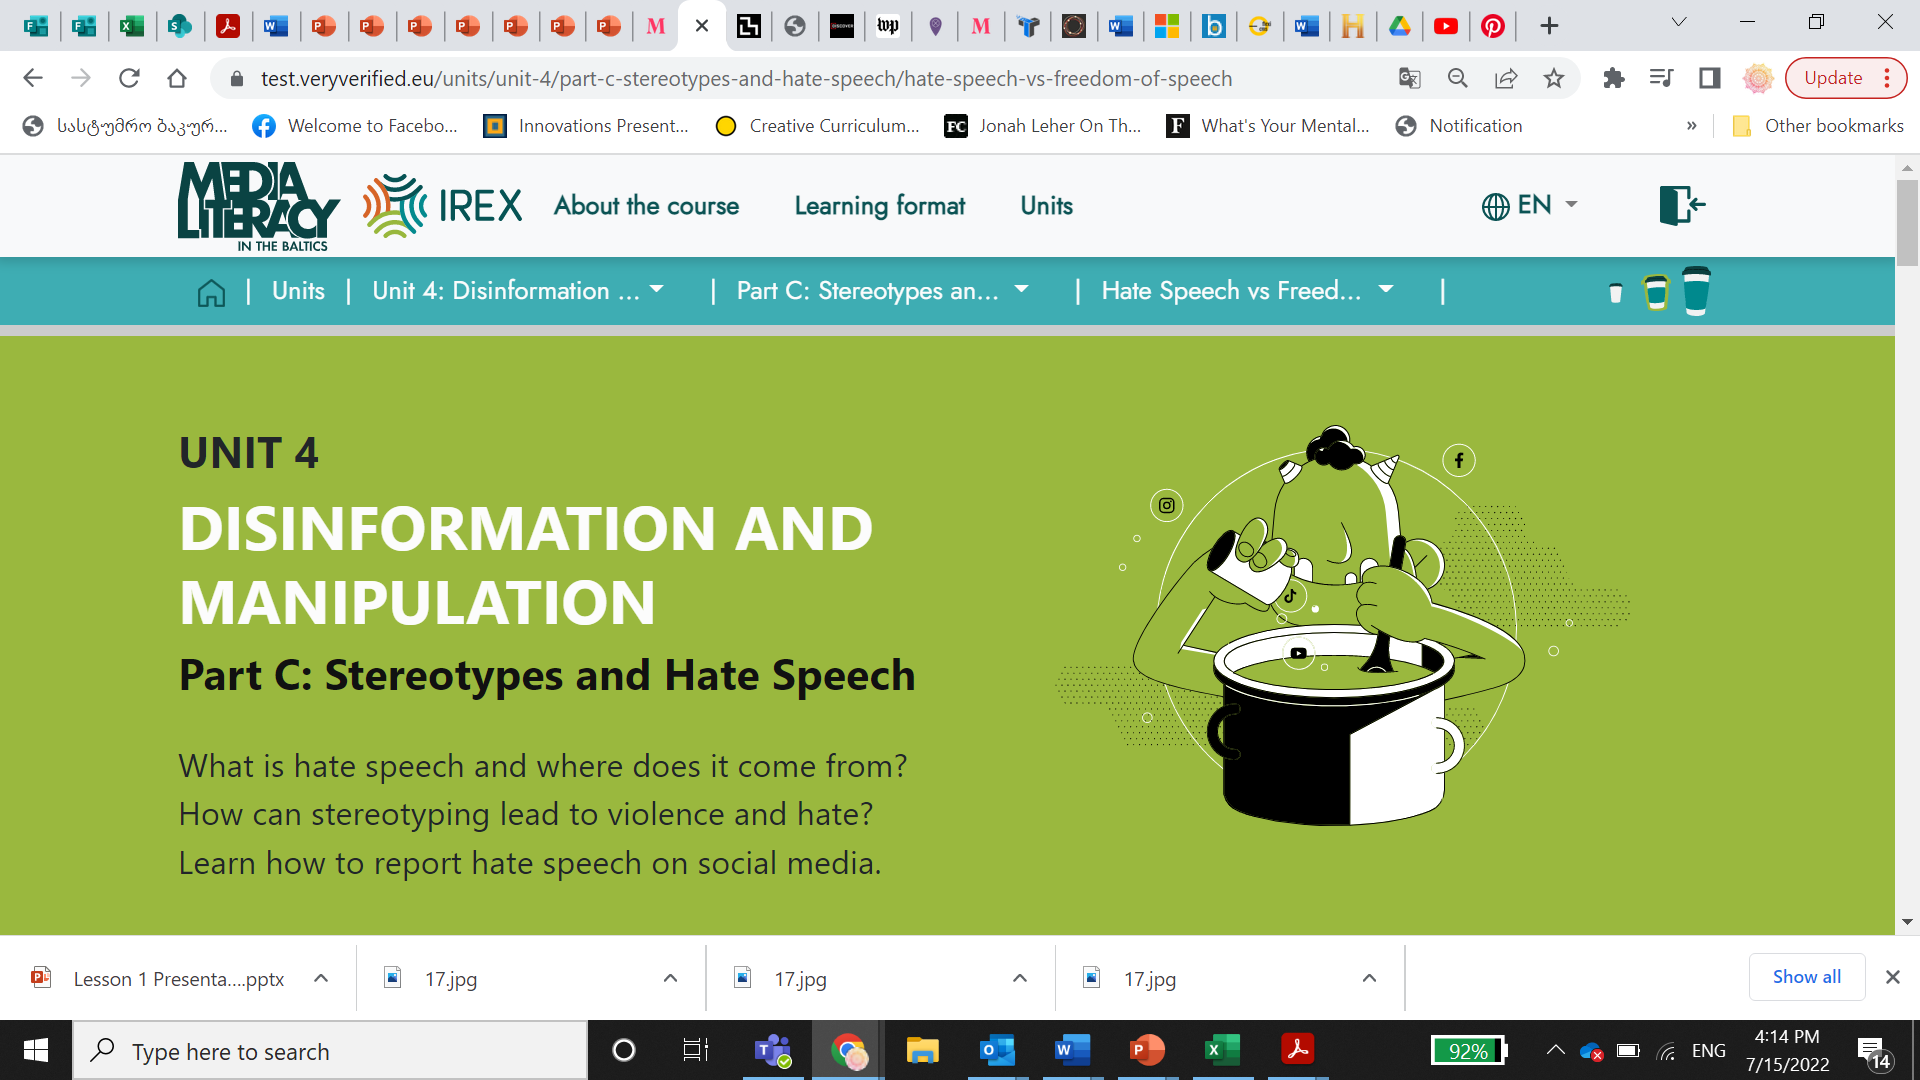 test.veryverified.eu/units/unit-4/part-c-stereotypes-and-hate-speech/hate-speech-vs-freedom-of-speech
Update
სასტუმრო ბაკურ...
Welcome to Facebo...
Innovations Present...
Creative Curriculum...
Jonah Leher On Th...
What's Your Mental...
Notification
»
Other bookmarks
MEDIA
LITERACY
IN THE BALTICS
IREX
About the course
Learning format
Units
EN
Units
Unit 4: Disinformation ...
Part C: Stereotypes an...
Hate Speech vs Freed...
UNIT 4
DISINFORMATION AND
MANIPULATION
Part C: Stereotypes and Hate Speech
What is hate speech and where does it come from?
How can stereotyping lead to violence and hate?
Learn how to report hate speech on social media.
Lesson 1 Presenta....pptx
17.jpg
17.jpg
17.jpg
Show all
Type here to search
92%
ENG
4:14 PM
7/15/2022
14